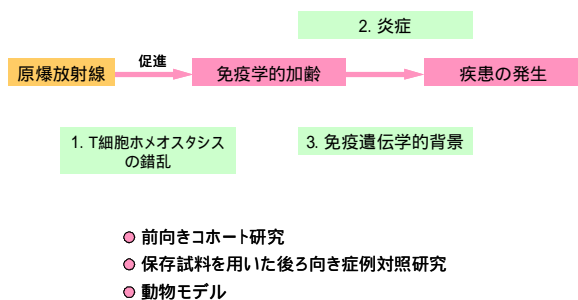 2. 炎症
促進
原爆放射線
免疫学的加齢
疾患の発生
1. T細胞ホメオスタシス
の錯乱
3. 免疫遺伝学的背景
前向きコホート研究
保存試料を用いた後ろ向き症例対照研究
動物モデル